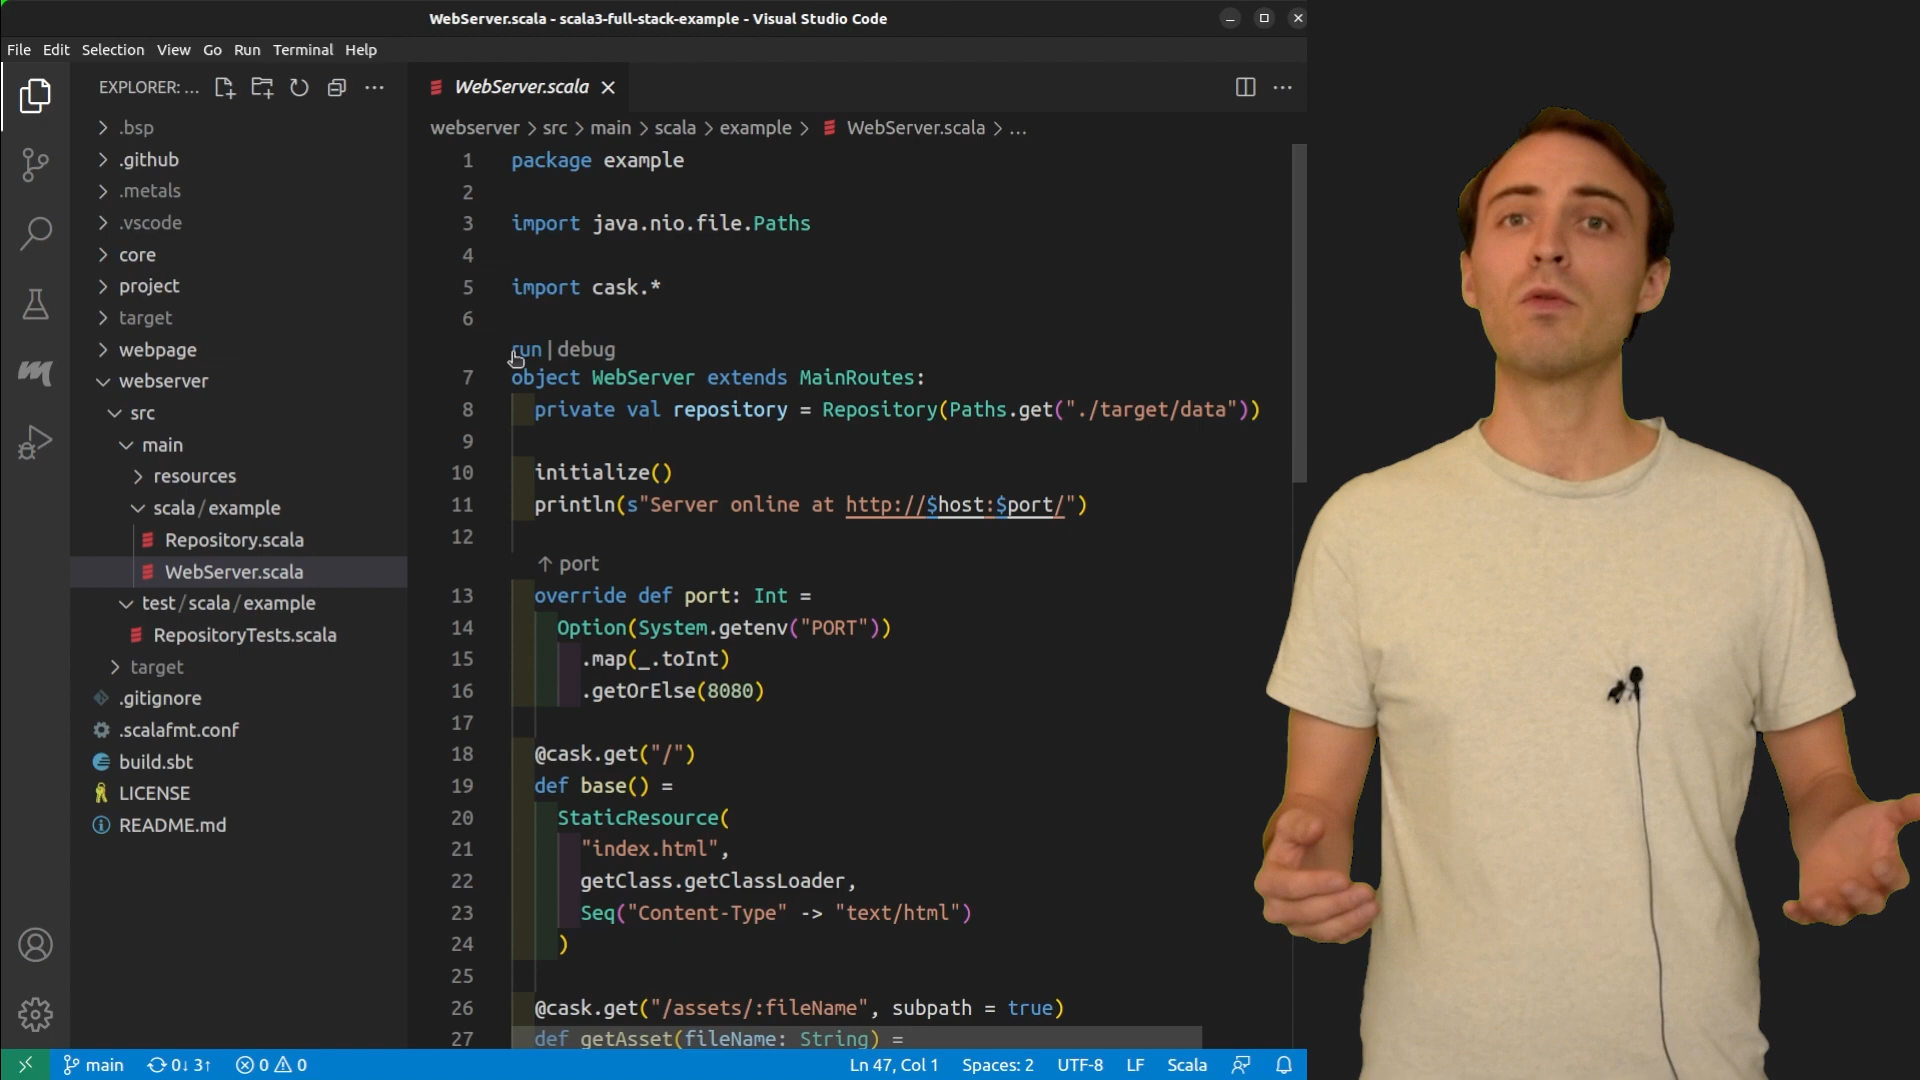 WebServer.scala - scala3-full-stack-example - Visual Studio Code
File Edit Selection View Go Run Terminal Help
EXPLORER: ...
.bsp
.github
.metals
.vscode
core
project
target
webpage
webserver
src
main
resources
scala/example
Repository.scala
WebServer.scala
test/scala/example
RepositoryTests.scala
target
.gitignore
.scalafmt.conf
build.sbt
LICENSE
README.md
WebServer.scala
webserver > src > main > scala > example > WebServer.scala > ...
1 package example
2
3 import java.nio.file.Paths
4
5 import cask.*
6
run | debug
7 object WebServer extends MainRoutes:
8 private val repository = Repository(Paths.get("./target/data"))
9
10 initialize()
11 println(s"Server online at http://$host:$port/")
12
↑ port
13 override def port: Int =
14 Option(System.getenv("PORT"))
15 .map(_.toInt)
16 .getOrElse(8080)
17
18 @cask.get("/")
19 def base() =
20 StaticResource(
21 "index.html",
22 getClass.getClassLoader,
23 Seq("Content-Type" -> "text/html")
24 )
25
26 @cask.get("/assets/:fileName", subpath = true)
27 def getAsset(fileName: String) =
main 0↓ 3↑ 0 0 Ln 47, Col 1 Spaces: 2 UTF-8 LF Scala